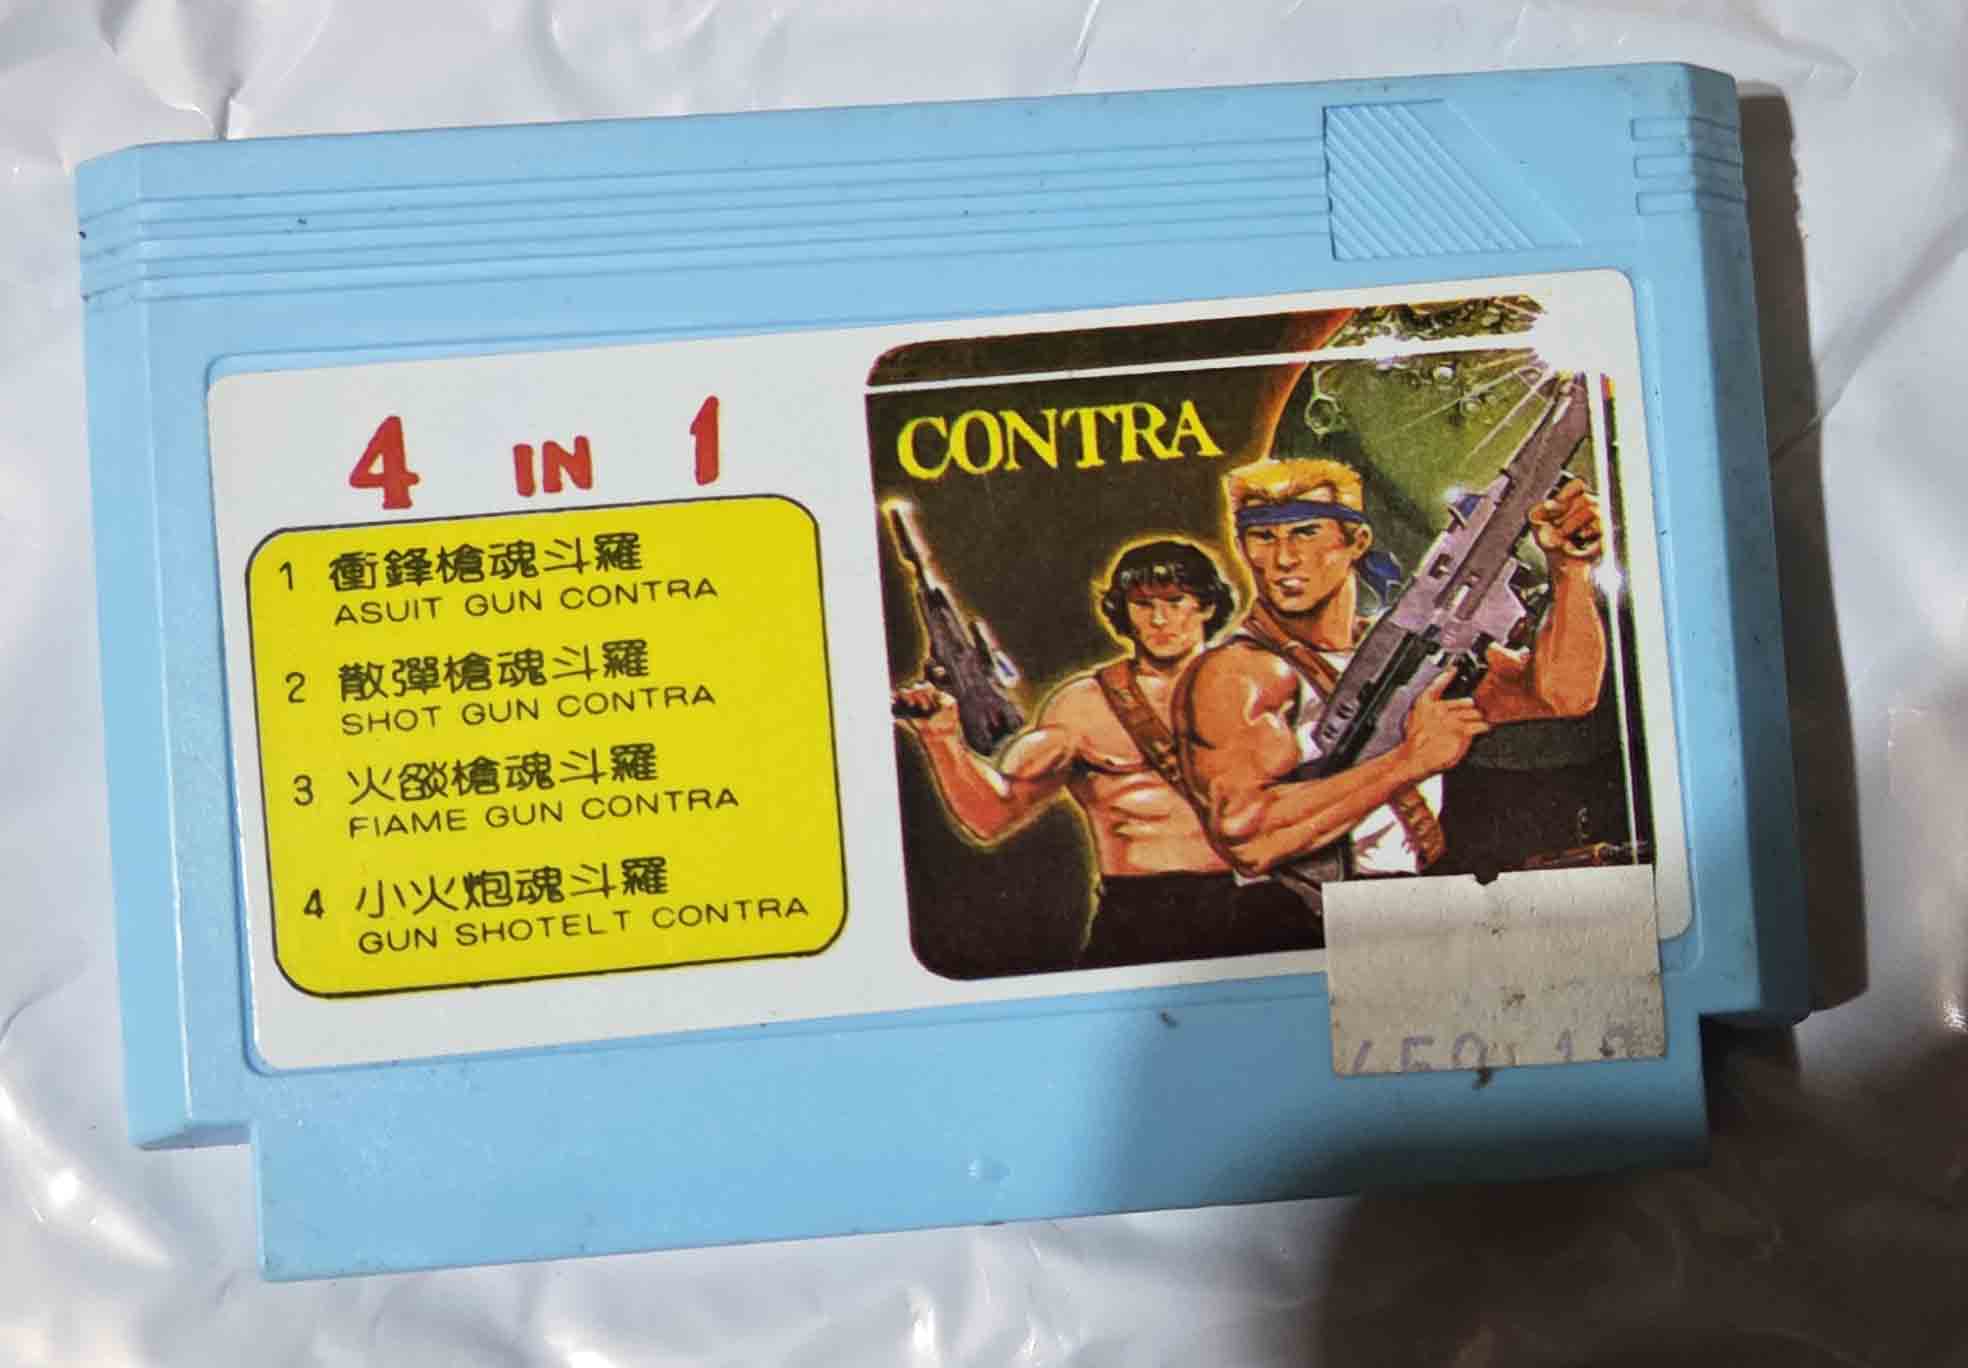 4 IN 1
CONTRA
1 衝鋒槍魂斗羅
ASUIT GUN CONTRA
2 散彈槍魂斗羅
SHOT GUN CONTRA
3 火燄槍魂斗羅
FIAME GUN CONTRA
4 小火炮魂斗羅
GUN SHOTELT CONTRA